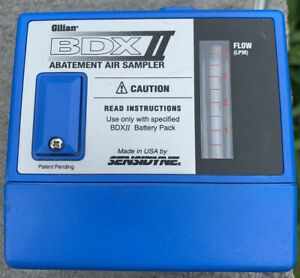 Gilian®
BDX II
ABATEMENT AIR SAMPLER
FLOW
(LPM)
CAUTION
READ INSTRUCTIONS
Use only with specified
BDXII Battery Pack
Made in USA by
SENSIDYNE
Patent Pending